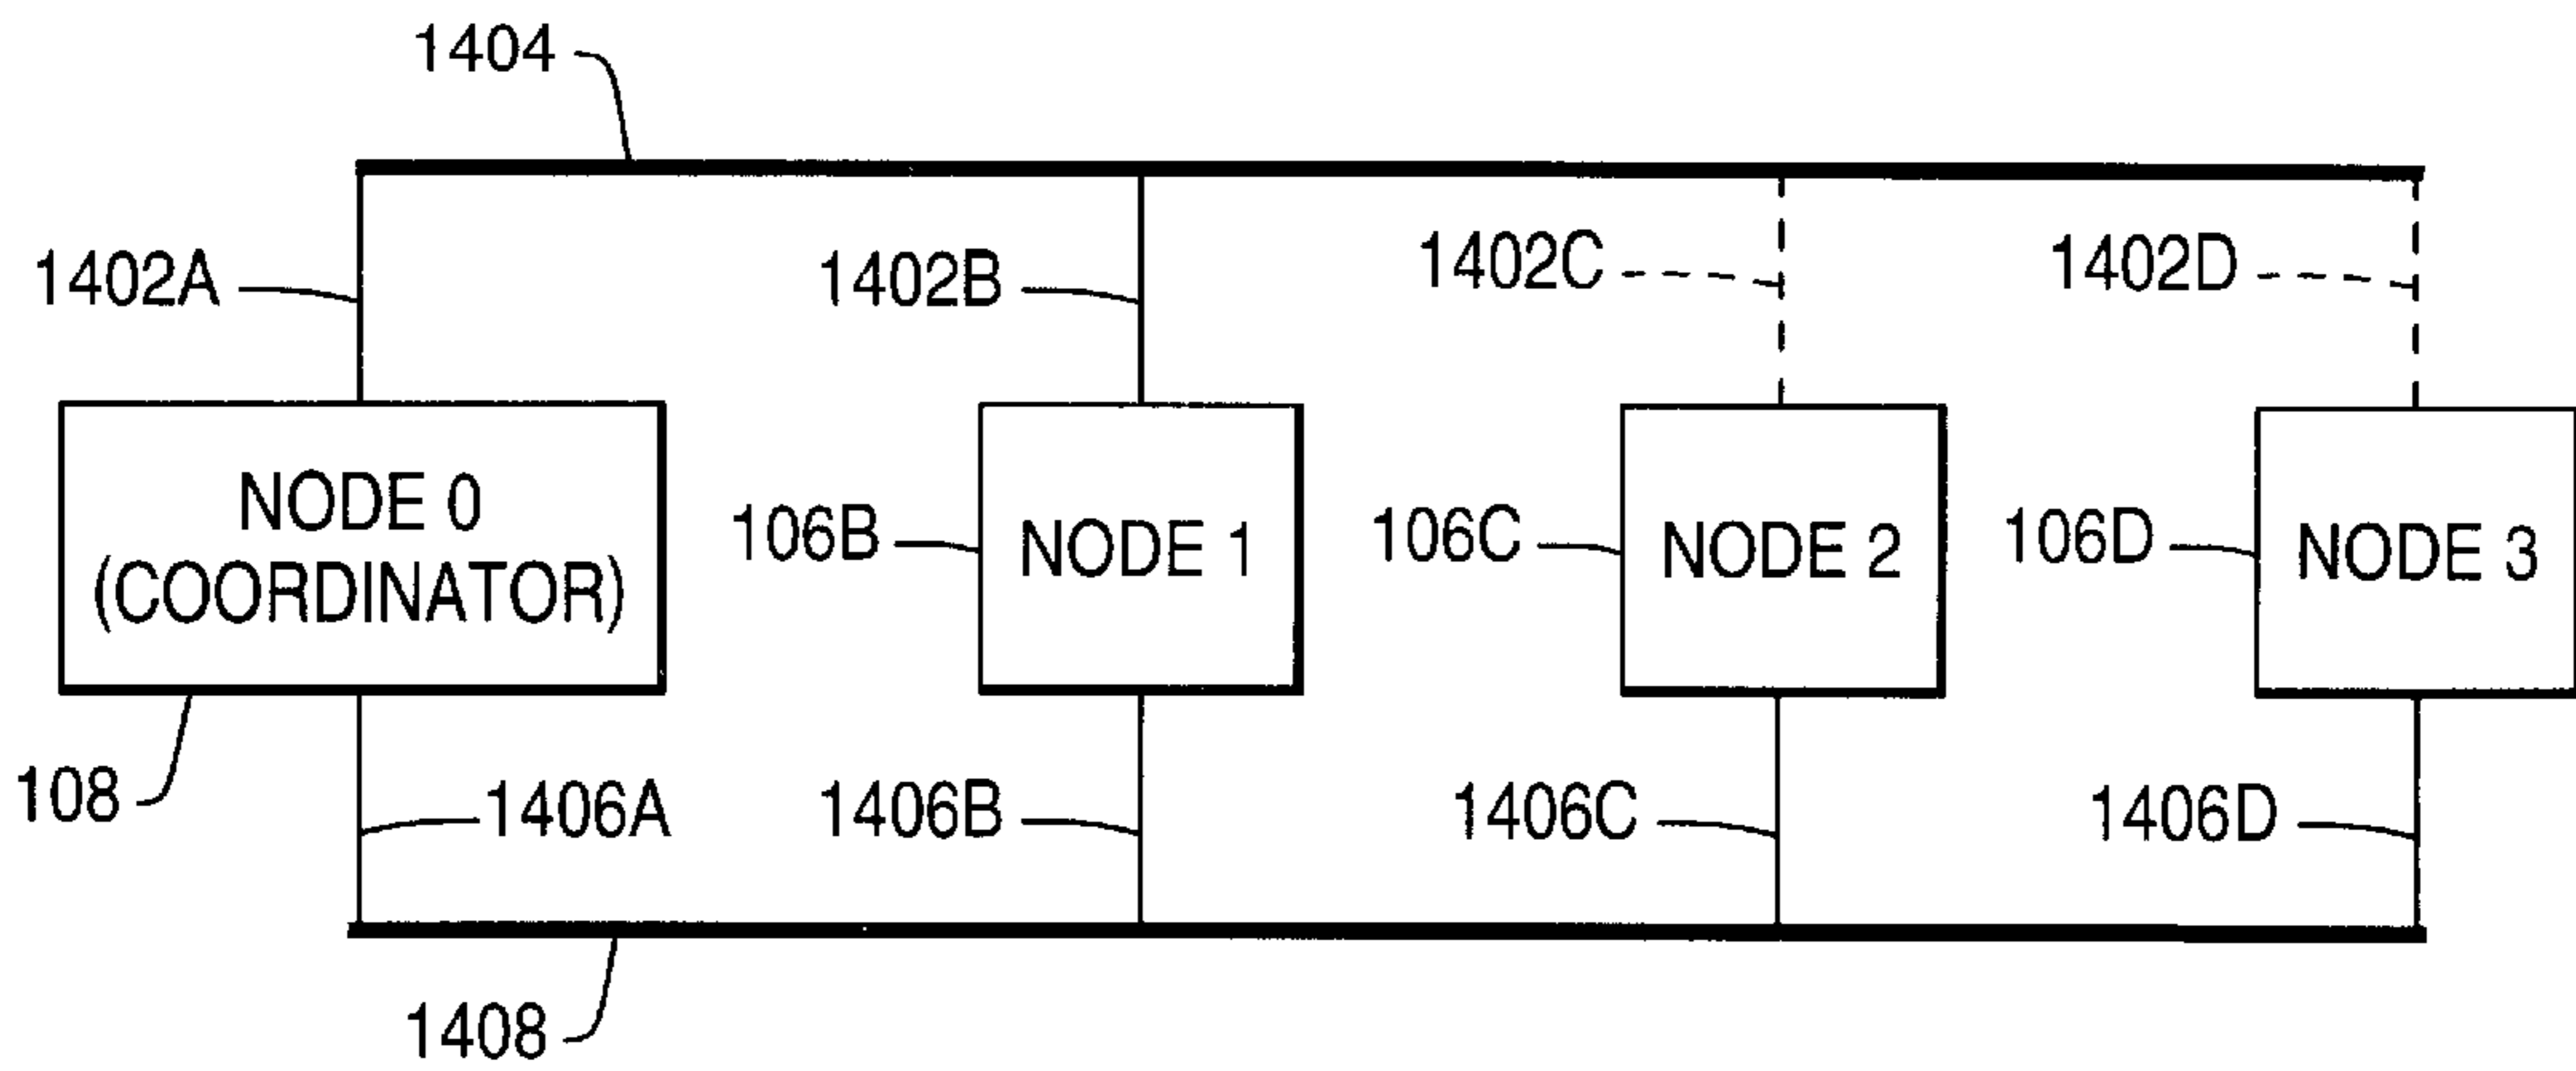 1404
1402A
1402B
1402C
1402D
NODE 0
(COORDINATOR)
106B
NODE 1
106C
NODE 2
106D
NODE 3
108
1406A
1406B
1406C
1406D
1408